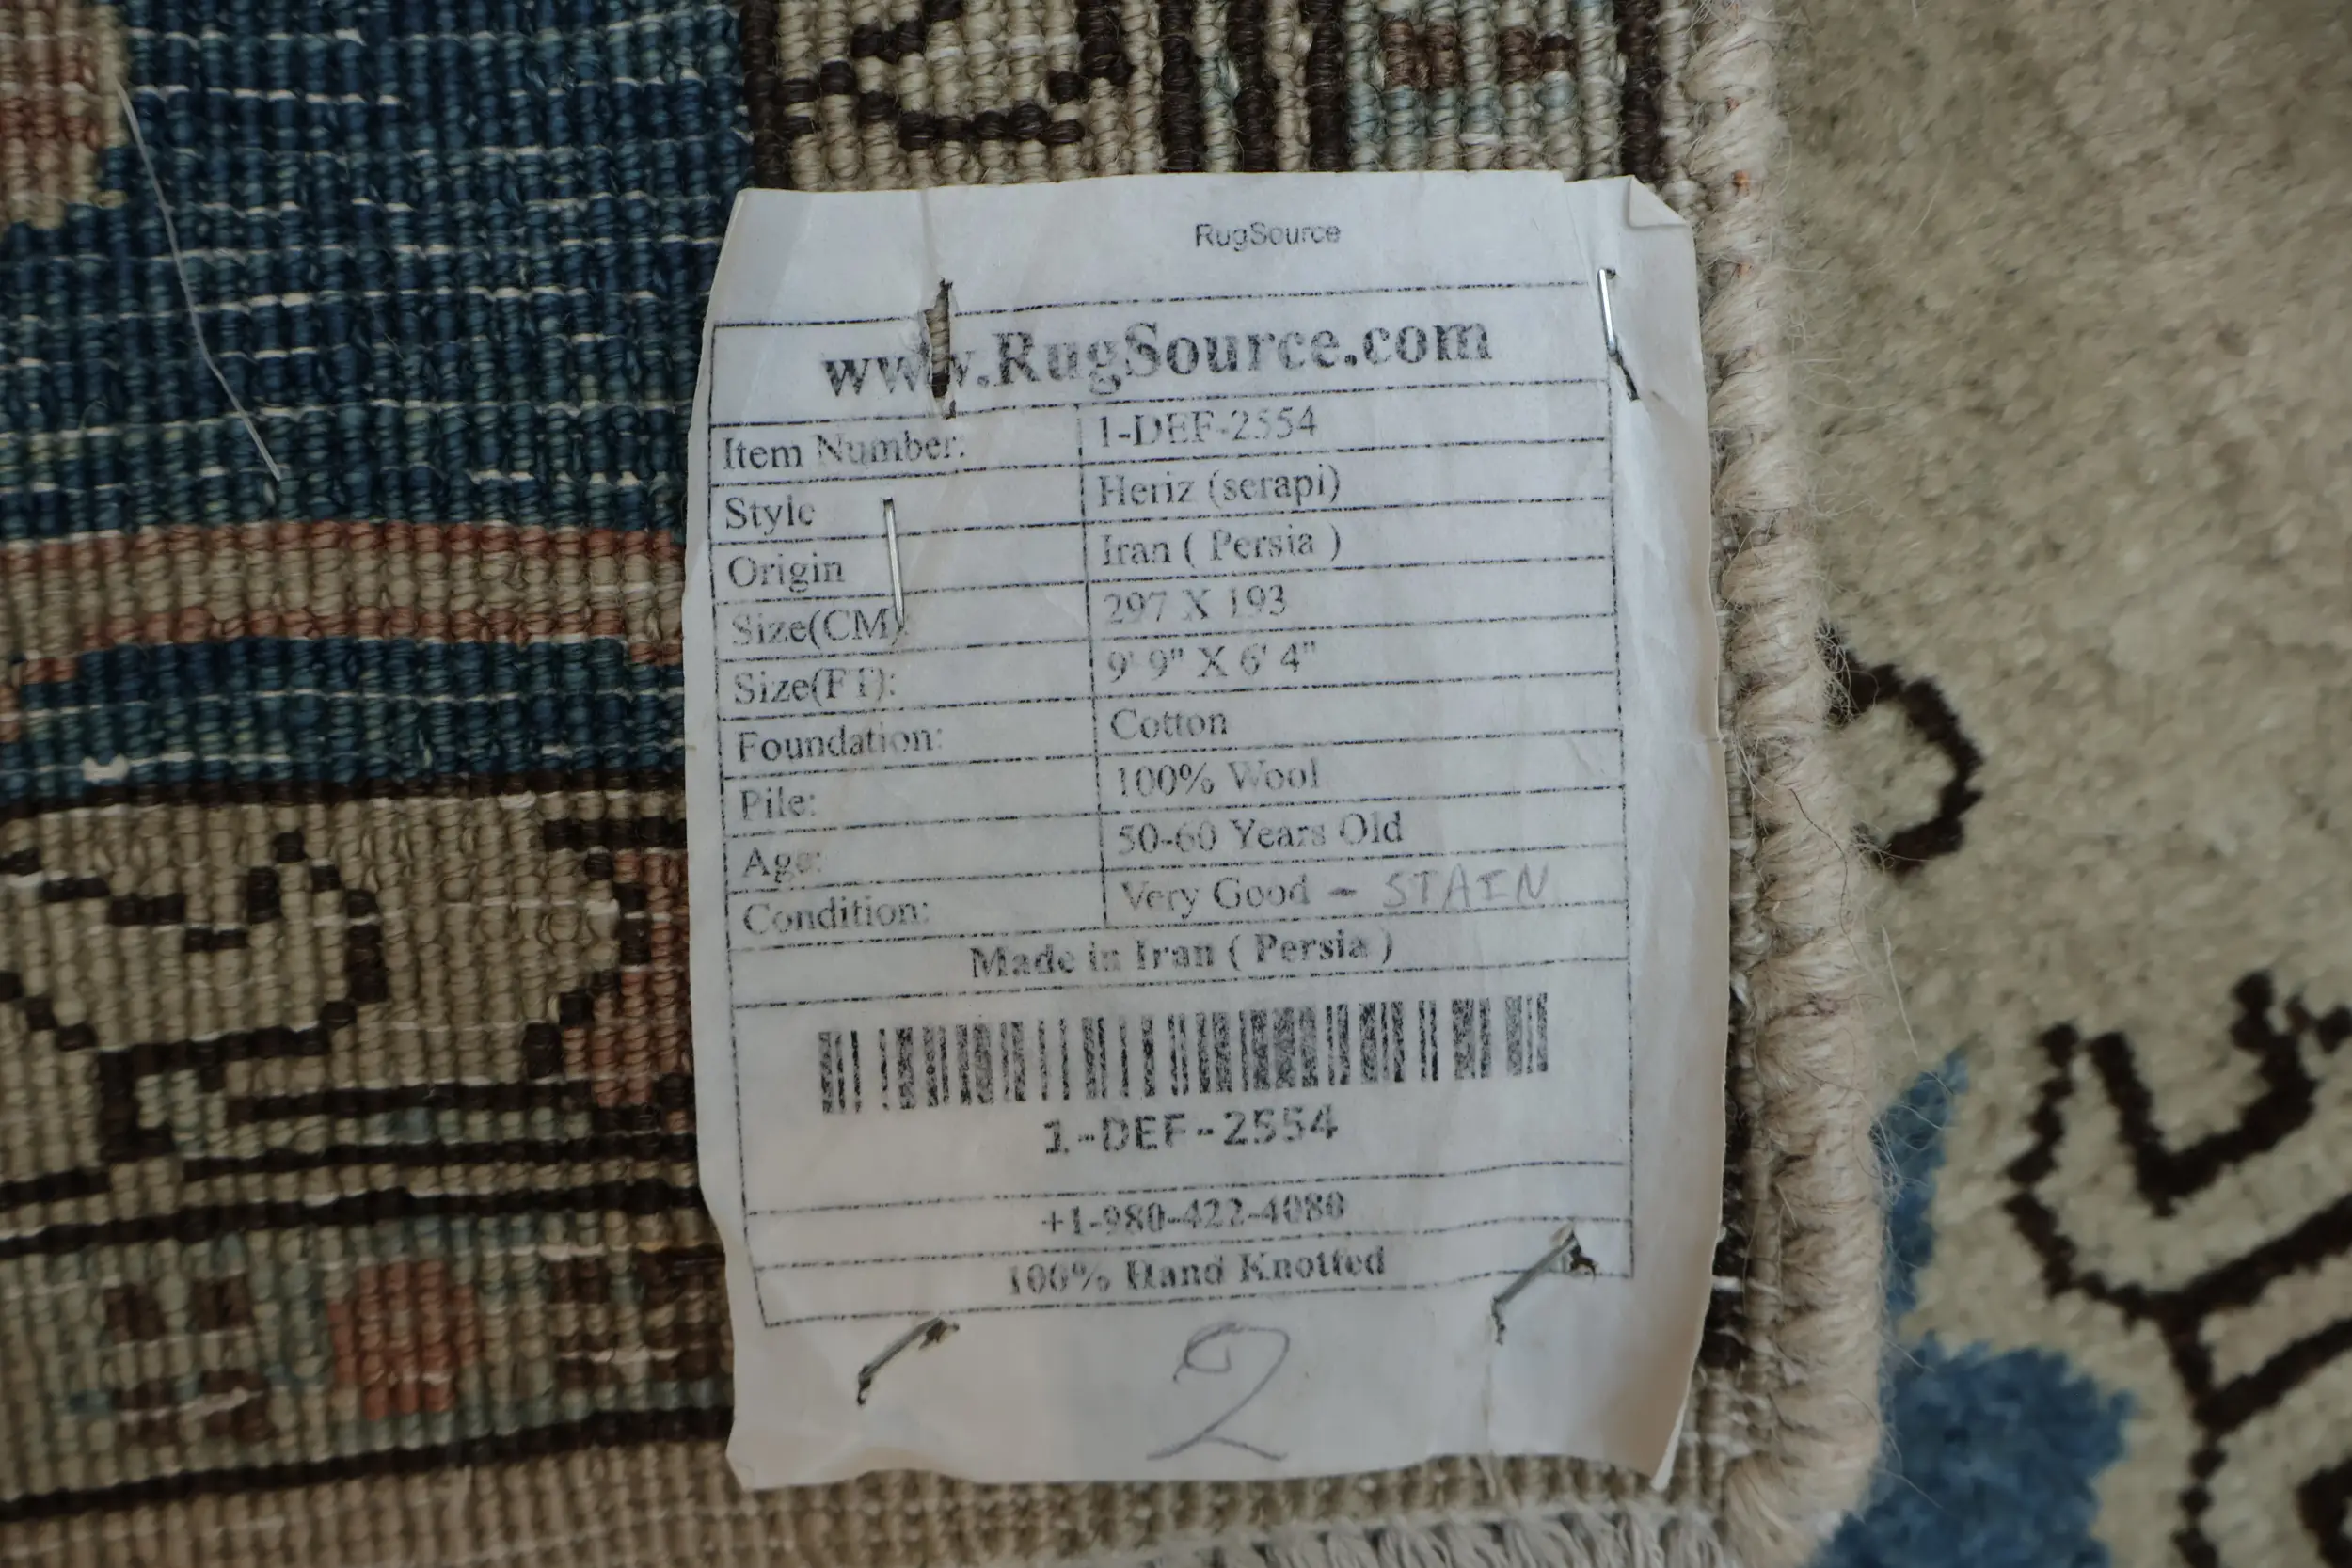 RugSource
www.RugSource.com
Item Number: 1-DEF-2554
Style Heriz (serapi)
Origin Iran ( Persia )
Size(CM) 297 X 193
Size(FT): 9' 9" X 6' 4"
Foundation: Cotton
Pile: 100% Wool
Age: 50-60 Years Old
Condition: Very Good - STAIN
Made in Iran ( Persia )
1-DEF-2554
+1-980-422-4080
100% Hand Knotted
2